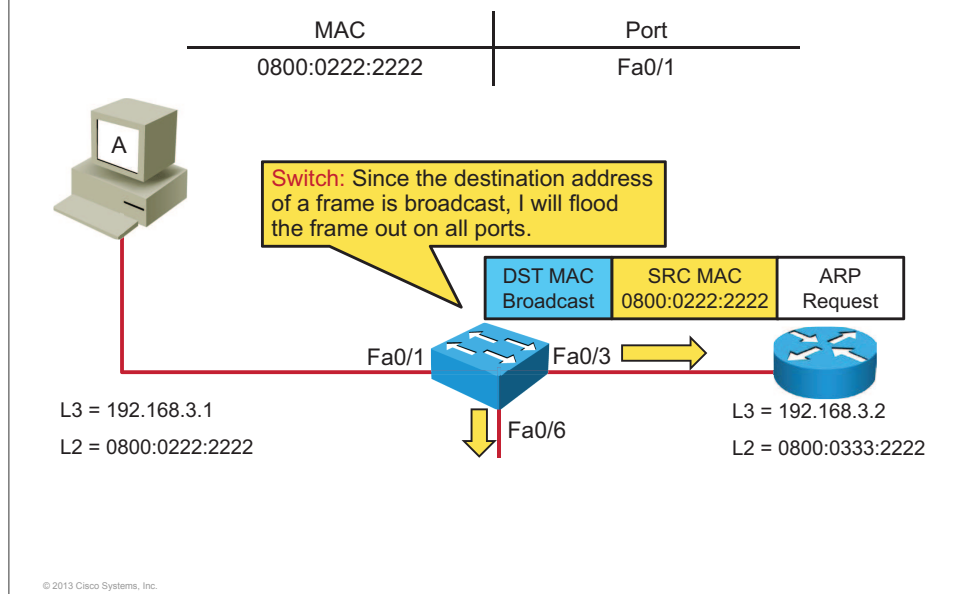 MAC Port
0800:0222:2222 Fa0/1
A
Switch: Since the destination address
of a frame is broadcast, I will flood
the frame out on all ports.
DST MAC
Broadcast
SRC MAC
0800:0222:2222
ARP
Request
Fa0/1
Fa0/3
Fa0/6
L3 = 192.168.3.1
L2 = 0800:0222:2222
L3 = 192.168.3.2
L2 = 0800:0333:2222
© 2013 Cisco Systems, Inc.